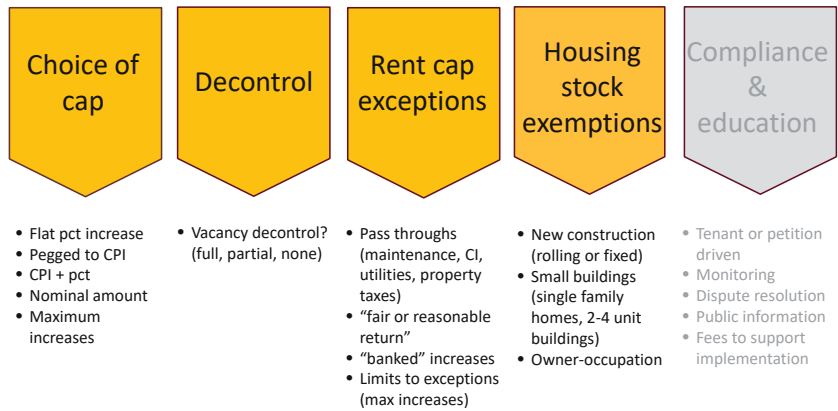 Choice of
cap
Decontrol
Rent cap
exceptions
Housing
stock
exemptions
Compliance
&
education
• Flat pct increase
• Pegged to CPI
• CPI + pct
• Nominal amount
• Maximum
increases
• Vacancy decontrol?
(full, partial, none)
• Pass throughs
(maintenance, CI,
utilities, property
taxes)
• “fair or reasonable
return”
• “banked” increases
• Limits to exceptions
(max increases)
• New construction
(rolling or fixed)
• Small buildings
(single family
homes, 2-4 unit
buildings)
• Owner-occupation
• Tenant or petition
driven
• Monitoring
• Dispute resolution
• Public information
• Fees to support
implementation